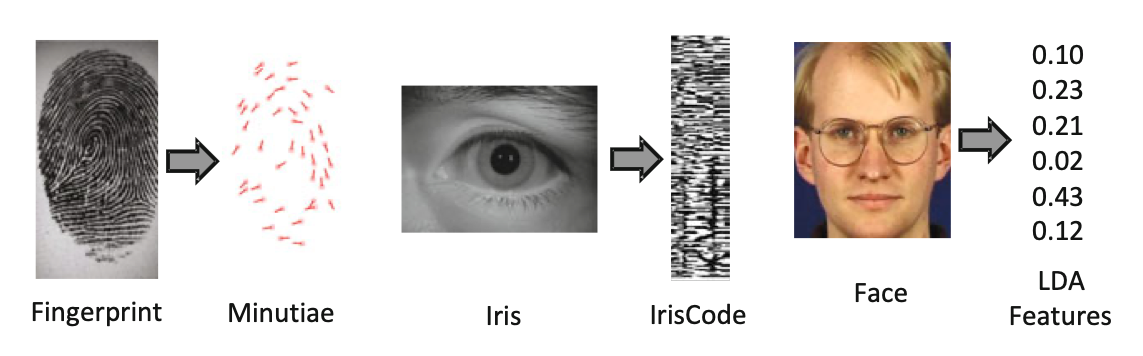 0.10
0.23
0.21
0.02
0.43
0.12
Fingerprint
Minutiae
Iris
IrisCode
Face
LDA
Features